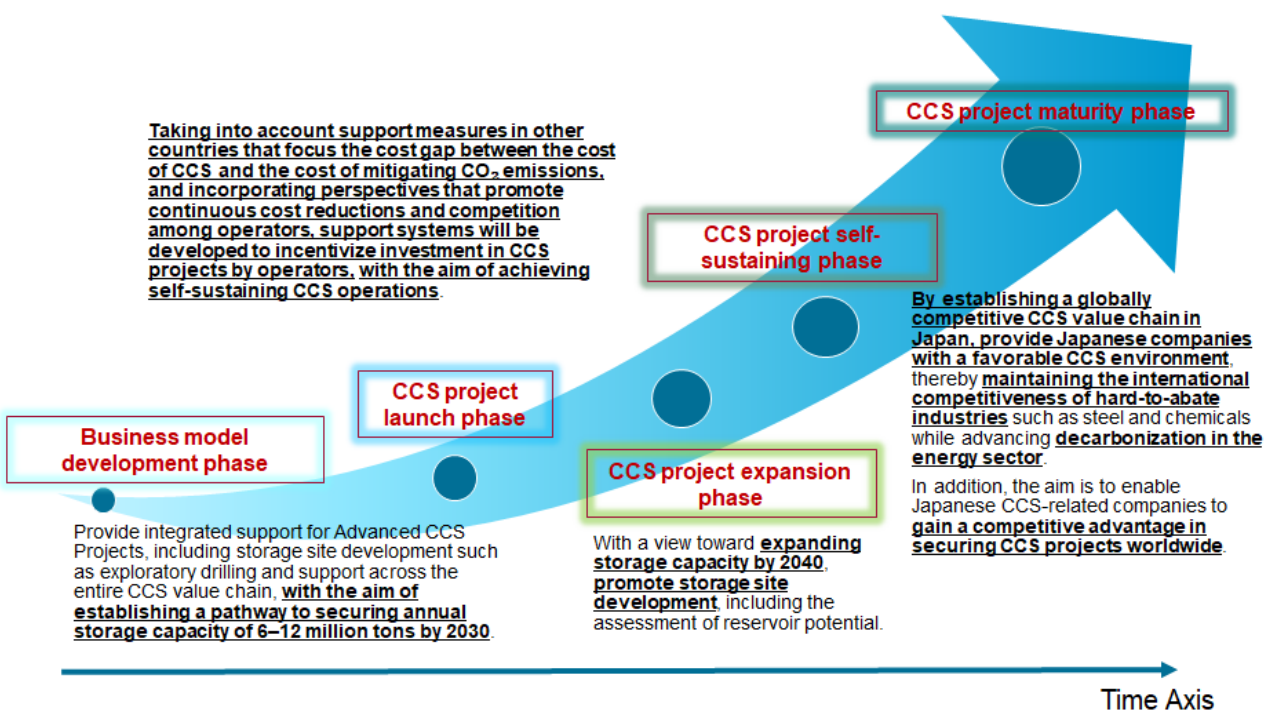 Taking into account support measures in other
countries that focus the cost gap between the cost
of CCS and the cost of mitigating CO₂ emissions,
and incorporating perspectives that promote
continuous cost reductions and competition
among operators, support systems will be
developed to incentivize investment in CCS
projects by operators, with the aim of achieving
self-sustaining CCS operations.
CCS project maturity phase
CCS project self-
sustaining phase
CCS project
launch phase
Business model
development phase
CCS project expansion
phase
Provide integrated support for Advanced CCS
Projects, including storage site development such
as exploratory drilling and support across the
entire CCS value chain, with the aim of
establishing a pathway to securing annual
storage capacity of 6–12 million tons by 2030.
With a view toward expanding
storage capacity by 2040,
promote storage site
development, including the
assessment of reservoir potential.
By establishing a globally
competitive CCS value chain in
Japan, provide Japanese companies
with a favorable CCS environment,
thereby maintaining the international
competitiveness of hard-to-abate
industries such as steel and chemicals
while advancing decarbonization in the
energy sector.
In addition, the aim is to enable
Japanese CCS-related companies to
gain a competitive advantage in
securing CCS projects worldwide.
Time Axis